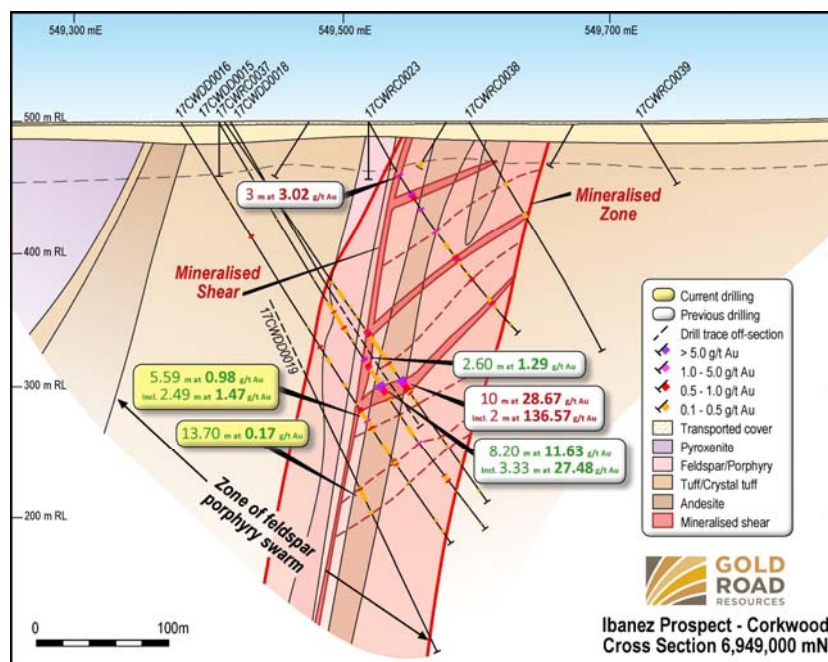 549,300 mE
549,500 mE
549,700 mE
17CWDD0016
17CWDD0015
17CWRC0037
17CWDD0018
17CWRC0023
17CWRC0038
17CWRC0039
500 m RL
400 m RL
300 m RL
200 m RL
3 m at 3.02 g/t Au
Mineralised
Zone
Mineralised
Shear
17CWDD0019
5.59 m at 0.98 g/t Au
Incl. 2.49 m at 1.47 g/t Au
13.70 m at 0.17 g/t Au
2.60 m at 1.29 g/t Au
10 m at 28.67 g/t Au
Incl. 2 m at 136.57 g/t Au
8.20 m at 11.63 g/t Au
Incl. 3.33 m at 27.48 g/t Au
Zone of feldspar
porphyry swarm
Current drilling
Previous drilling
Drill trace off-section
> 5.0 g/t Au
1.0 - 5.0 g/t Au
0.5 - 1.0 g/t Au
0.1 - 0.5 g/t Au
Transported cover
Pyroxenite
Feldspar/Porphyry
Tuff/Crystal tuff
Andesite
Mineralised shear
0 100m
GOLD
ROAD
RESOURCES
Ibanez Prospect - Corkwood
Cross Section 6,949,000 mN